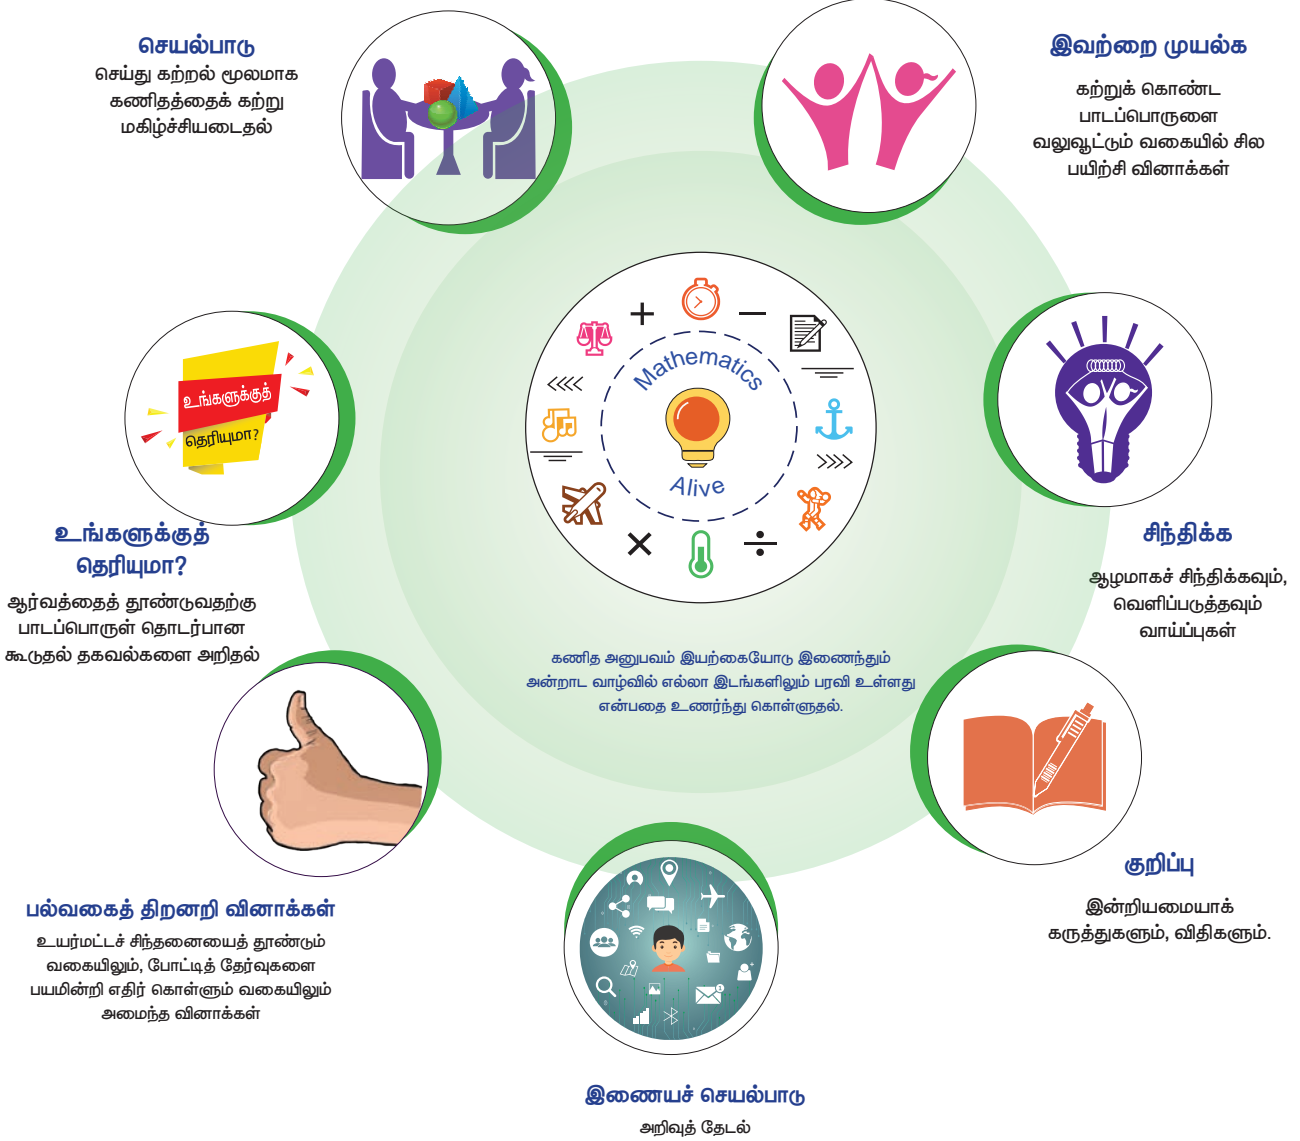 செயல்பாடு
செய்து கற்றல் மூலமாக
கணிதத்தைக் கற்று
மகிழ்ச்சியடைதல்
இவற்றை முயல்க
கற்றுக் கொண்ட
பாடப்பொருளை
வலுவூட்டும் வகையில் சில
பயிற்சி வினாக்கள்
Mathematics
Alive
உங்களுக்குத்
தெரியுமா?
உங்களுக்குத்
தெரியுமா?
ஆர்வத்தைத் தூண்டுவதற்கு
பாடப்பொருள் தொடர்பான
கூடுதல் தகவல்களை அறிதல்
சிந்திக்க
ஆழமாகச் சிந்திக்கவும்,
வெளிப்படுத்தவும்
வாய்ப்புகள்
கணித அனுபவம் இயற்கையோடு இணைந்தும்
அன்றாட வாழ்வில் எல்லா இடங்களிலும் பரவி உள்ளது
என்பதை உணர்ந்து கொள்ளுதல்.
குறிப்பு
இன்றியமையாக்
கருத்துகளும், விதிகளும்.
பல்வகைத் திறனறி வினாக்கள்
உயர்மட்டச் சிந்தனையைத் தூண்டும்
வகையிலும், போட்டித் தேர்வுகளை
பயமின்றி எதிர் கொள்ளும் வகையிலும்
அமைந்த வினாக்கள்
இணையச் செயல்பாடு
அறிவுத் தேடல்